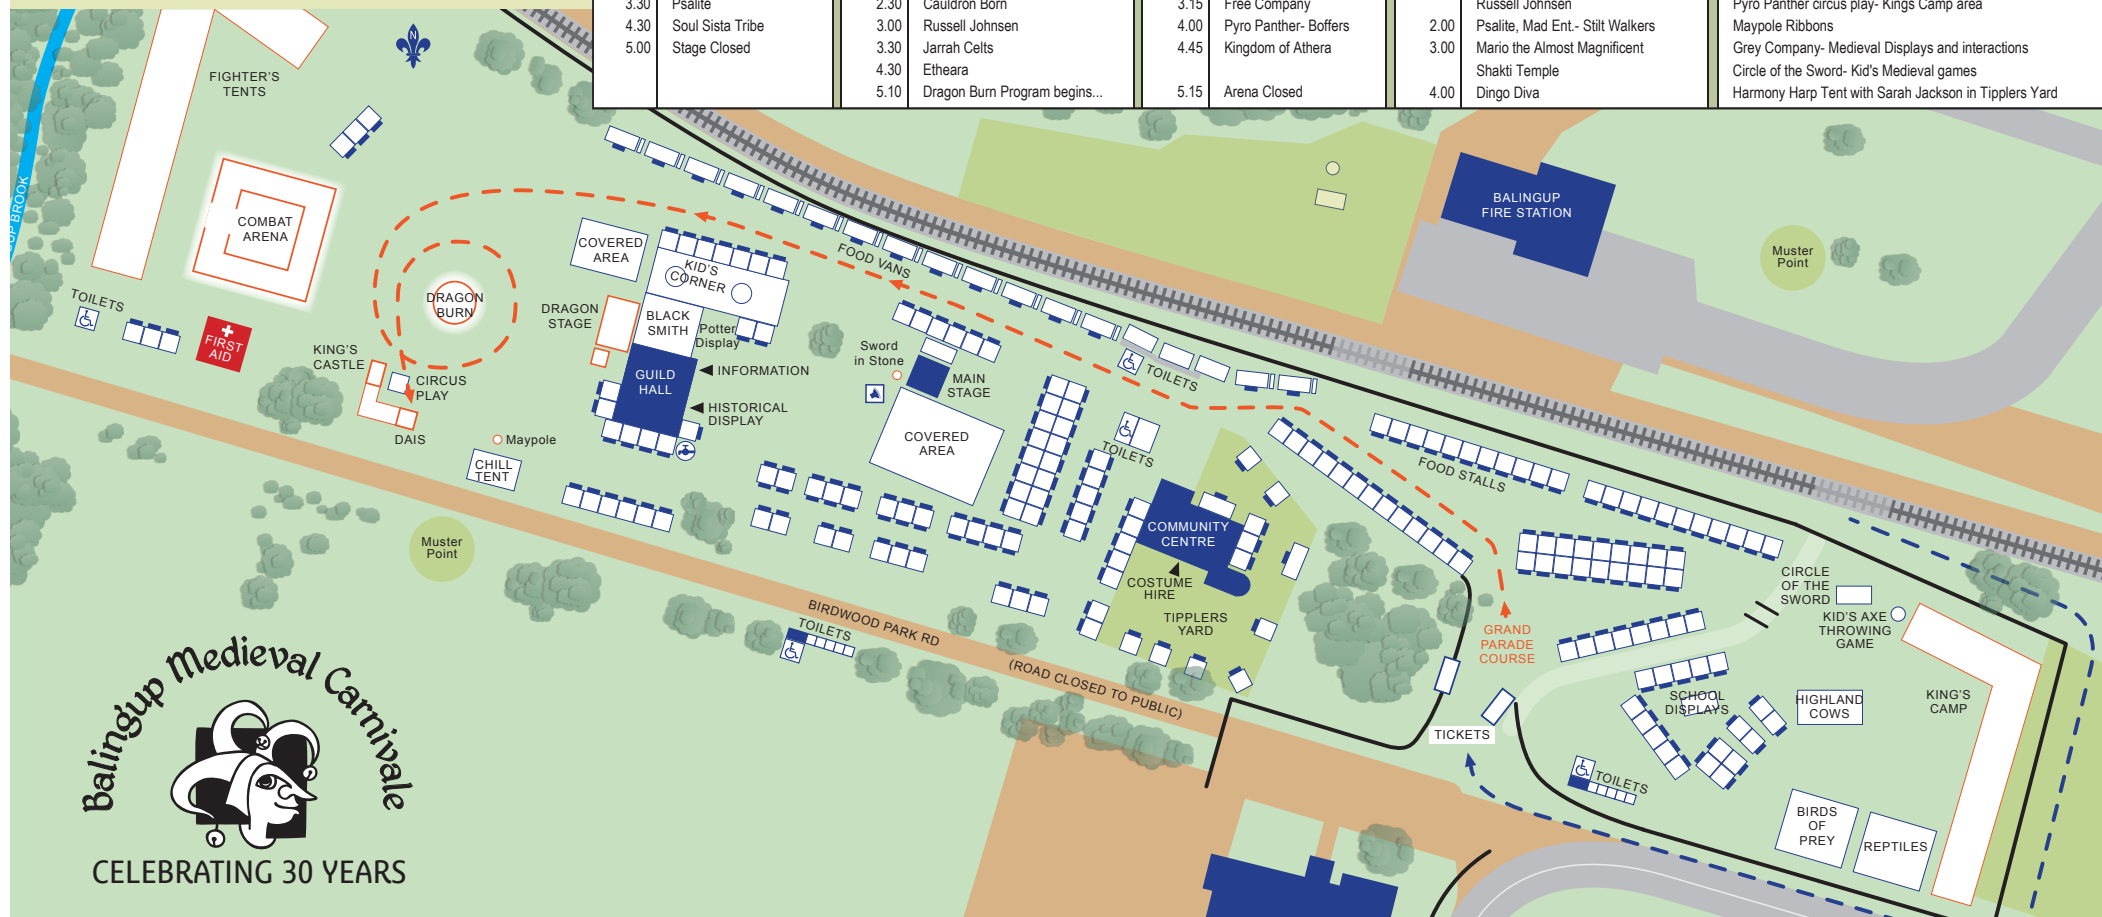 3.30 Psalite
4.30 Soul Sista Tribe
5.00 Stage Closed
2.30 Cauldron Born
3.00 Russell Johnsen
3.30 Jarrah Celts
4.30 Etheara
5.10 Dragon Burn Program begins...
3.15 Free Company
4.00 Pyro Panther- Boffers
4.45 Kingdom of Athera
5.15 Arena Closed
Russell Johnsen
2.00 Psalite, Mad Ent.- Stilt Walkers
3.00 Mario the Almost Magnificent
Shakti Temple
4.00 Dingo Diva
Pyro Panther circus play- Kings Camp area
Maypole Ribbons
Grey Company- Medieval Displays and interactions
Circle of the Sword- Kid's Medieval games
Harmony Harp Tent with Sarah Jackson in Tipplers Yard
N
FIGHTER'S
TENTS
BROOK
COMBAT
ARENA
COVERED
AREA
KID'S
CORNER
FOOD VANS
BALINGUP
FIRE STATION
Muster
Point
TOILETS
FIRST
AID
DRAGON
BURN
DRAGON
STAGE
BLACK
SMITH
Potter
Display
KING'S
CASTLE
CIRCUS
PLAY
DAIS
GUILD
HALL
INFORMATION
HISTORICAL
DISPLAY
Sword
in Stone
MAIN
STAGE
TOILETS
COVERED
AREA
TOILETS
Maypole
CHILL
TENT
FOOD STALLS
Muster
Point
COMMUNITY
CENTRE
COSTUME
HIRE
TIPPLERS
YARD
BIRDWOOD PARK RD
(ROAD CLOSED TO PUBLIC)
TOILETS
GRAND
PARADE
COURSE
CIRCLE
OF THE
SWORD
KID'S AXE
THROWING
GAME
SCHOOL
DISPLAYS
HIGHLAND
COWS
KING'S
CAMP
TICKETS
TOILETS
BIRDS
OF
PREY
REPTILES
Balingup Medieval Carnivale
CELEBRATING 30 YEARS